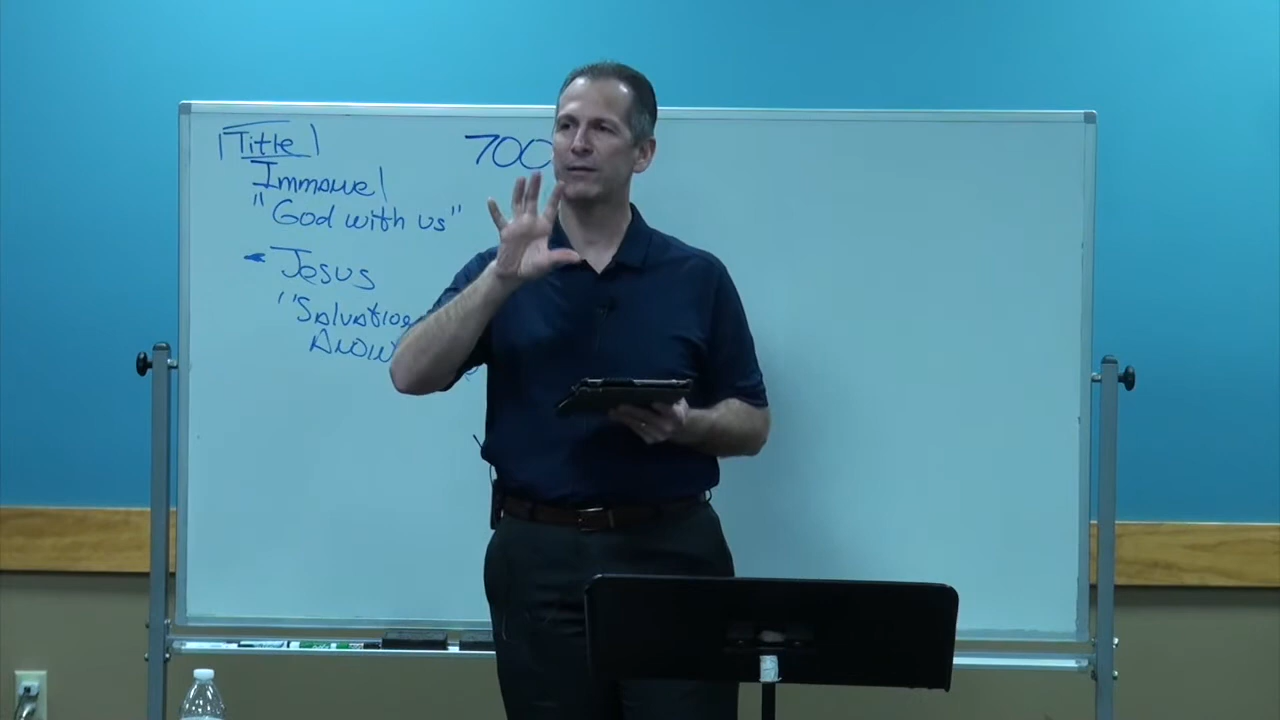 Title
700
Immanuel
"God with us"
Jesus
"Salvation